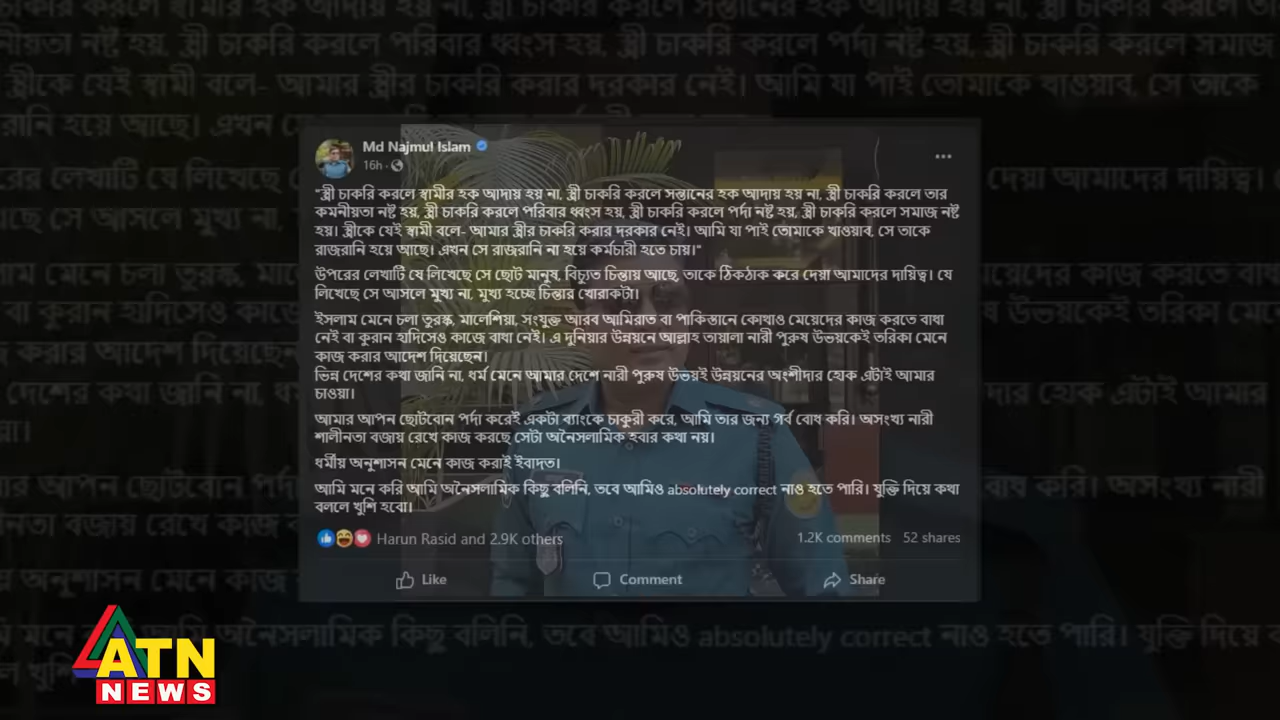 Md Najmul Islam
16h
"স্ত্রী চাকরি করলে স্বামীর হক আদায় হয় না, স্ত্রী চাকরি করলে সন্তানের হক আদায় হয় না, স্ত্রী চাকরি করলে তার
কমনীয়তা নষ্ট হয়, স্ত্রী চাকরি করলে পরিবার ধ্বংস হয়, স্ত্রী চাকরি করলে পর্দা নষ্ট হয়, স্ত্রী চাকরি করলে সমাজ নষ্ট
হয়। স্ত্রীকে যেই স্বামী বলে- আমার স্ত্রীর চাকরি করার দরকার নেই। আমি যা পাই তোমাকে খাওয়াব, সে তাকে
রাজরানি হয়ে আছে। এখন সে রাজরানি না হয়ে কর্মচারী হতে চায়।"
উপরের লেখাটি যে লিখেছে সে ছোট মানুষ, বিচ্যুত চিন্তায় আছে, তাকে ঠিকঠাক করে দেয়া আমাদের দায়িত্ব। যে
লিখেছে সে আসলে মুখ্য না, মূখ্য হচ্ছে চিন্তার খোরাকটা।
ইসলাম মেনে চলা তুরস্ক, মালেশিয়া, সংযুক্ত আরব আমিরাত বা পাকিস্তানে কোথাও মেয়েদের কাজ করতে বাধা
নেই বা কুরান হাদিসেও কাজে বাধা নেই। এ দুনিয়ার উন্নয়নে আল্লাহ তায়ালা নারী পুরুষ উভয়কেই তরিকা মেনে
কাজ করার আদেশ দিয়েছেন।
ভিন্ন দেশের কথা জানি না, ধর্ম মেনে আমার দেশে নারী পুরুষ উভয়ই উন্নয়নের অংশীদার হোক এটাই আমার
চাওয়া।
আমার আপন ছোটবোন পর্দা করেই একটা ব্যাংকে চাকুরী করে, আমি তার জন্য গর্ব বোধ করি। অসংখ্য নারী
শালীনতা বজায় রেখে কাজ করছে সেটা অনৈসলামিক হবার কথা নয়।
ধর্মীয় অনুশাসন মেনে কাজ করাই ইবাদত।
আমি মনে করি আমি অনৈসলামিক কিছু বলিনি, তবে আমিও absolutely correct নাও হতে পারি। যুক্তি দিয়ে কথা
বললে খুশি হবো।
Harun Rasid and 2.9K others 1.2K comments 52 shares
Like Comment Share
ATN
NEWS